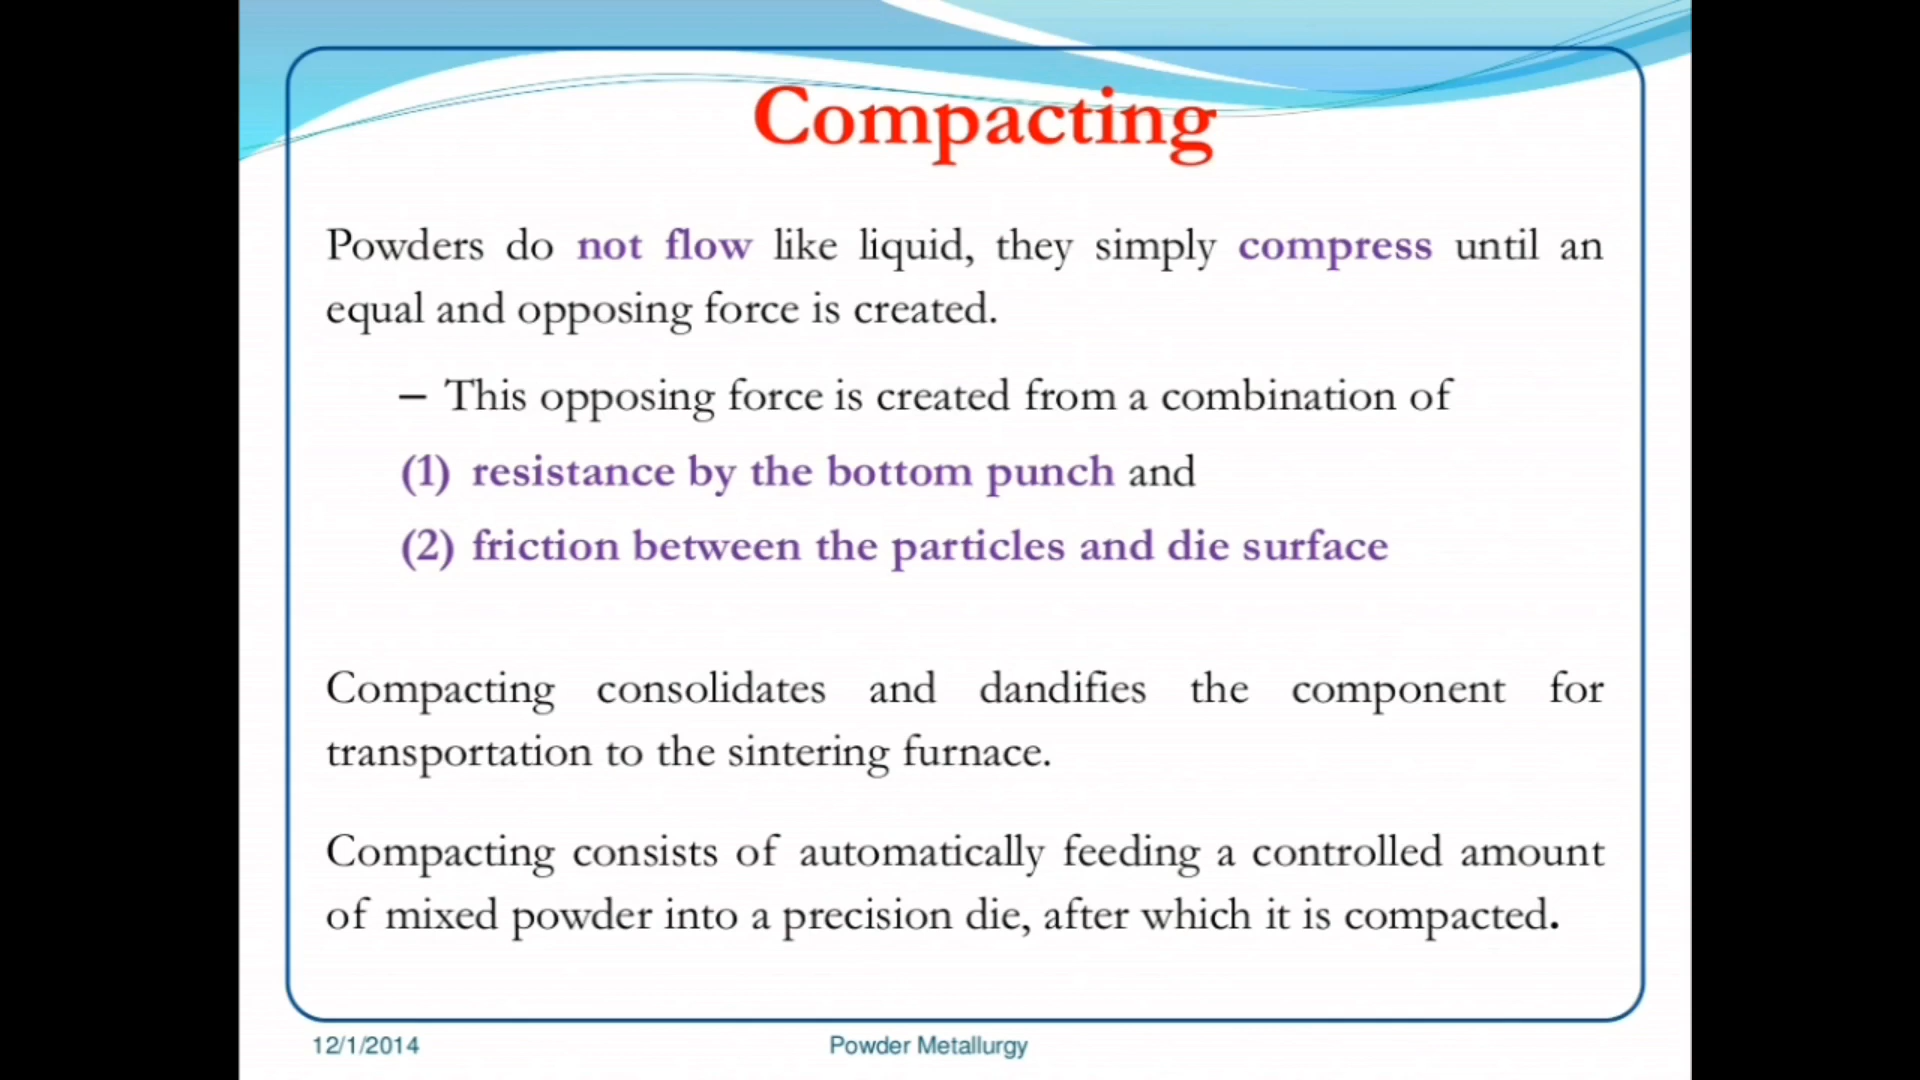 Compacting
Powders do not flow like liquid, they simply compress until an
equal and opposing force is created.
– This opposing force is created from a combination of
(1) resistance by the bottom punch and
(2) friction between the particles and die surface
Compacting consolidates and dandifies the component for
transportation to the sintering furnace.
Compacting consists of automatically feeding a controlled amount
of mixed powder into a precision die, after which it is compacted.
12/1/2014
Powder Metallurgy